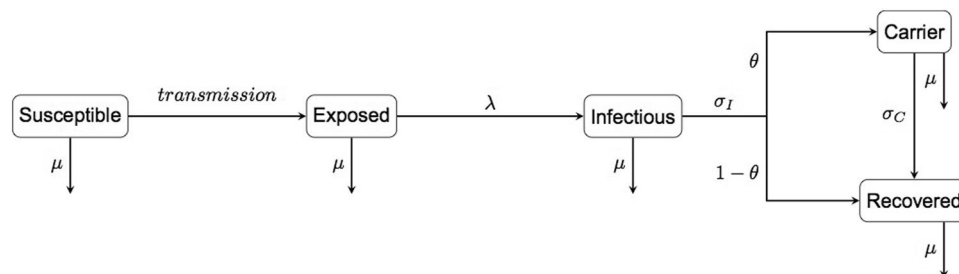 Carrier
θ
μ
transmission
λ
σ_I
σ_C
Susceptible
Exposed
Infectious
μ
μ
μ
1 − θ
Recovered
μ